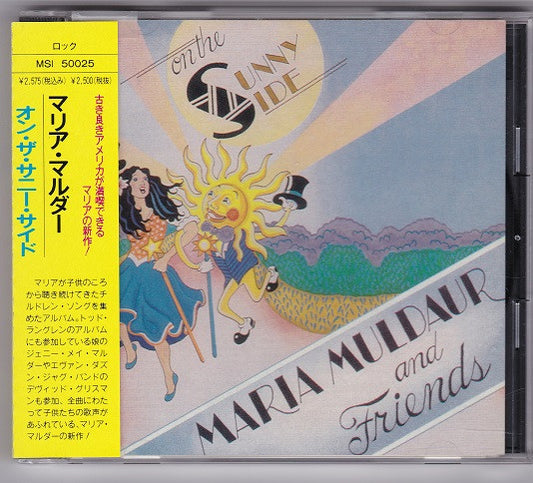 ロック
MSI 50025
¥2,575(税込み) ¥2,500(税抜)
古き良きアメリカが満喫できる
マリアの新作!
マリア・マルダー
オン・ザ・サニー・サイド
マリアが子供のころ
から聴き続けてきたチ
ルドレン・ソングを集
めたアルバム。トッド・
ラングレンのアルバム
にも参加している娘の
ジェニー・メイ・マル
ダーやエヴァン・ダズ
ン・ジャグ・バンドの
デヴィッド・グリスマ
ンも参加、全曲にわた
って子供たちの歌声が
あふれている、マリア・
マルダーの新作!
on the
SUNNY
SIDE
MARIA MULDAUR
and
Friends